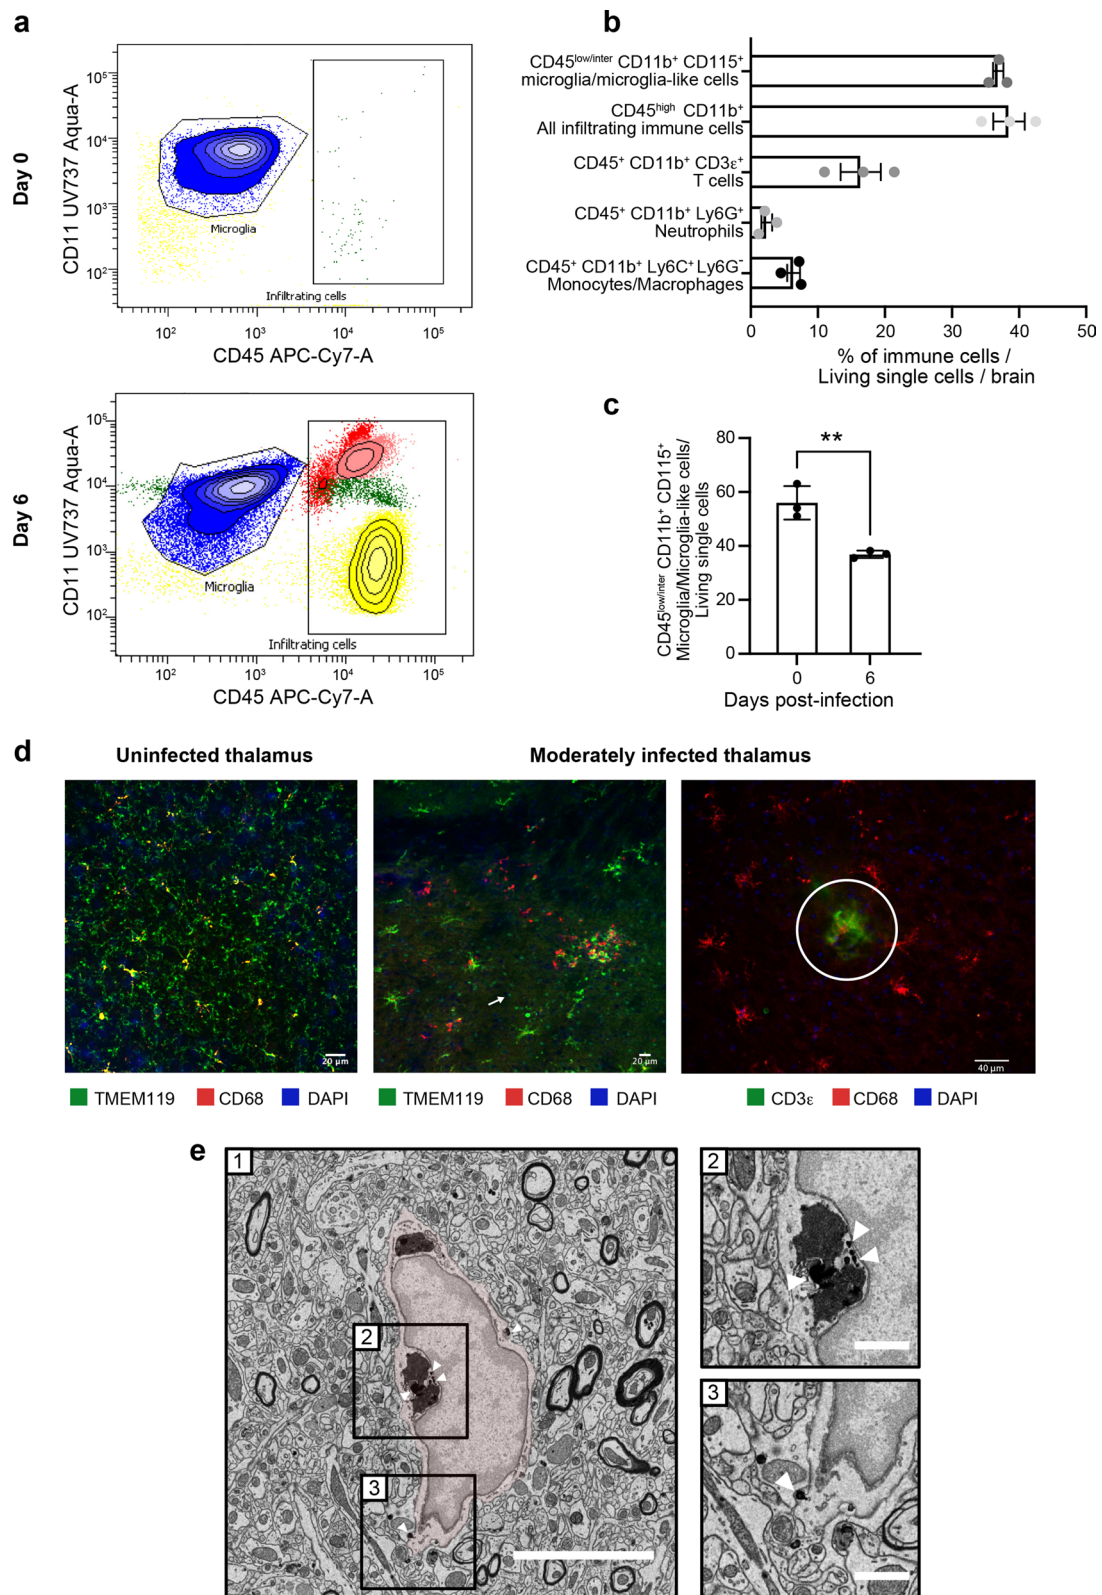 a
Day 0
CD11 UV737 Aqua-A
10⁵
10⁴
10³
10²
Microglia
Infiltrating cells
10² 10³ 10⁴ 10⁵
CD45 APC-Cy7-A
Day 6
CD11 UV737 Aqua-A
10⁵
10⁴
10³
10²
Microglia
Infiltrating cells
10² 10³ 10⁴ 10⁵
CD45 APC-Cy7-A
b
CD45ˡᵒʷ/ⁱⁿᵗᵉʳ CD11b⁺ CD115⁺
microglia/microglia-like cells
CD45ʰⁱᵍʰ CD11b⁺
All infiltrating immune cells
CD45⁺ CD11b⁺ CD3ε⁺
T cells
CD45⁺ CD11b⁺ Ly6G⁺
Neutrophils
CD45⁺ CD11b⁺ Ly6C⁺ Ly6G⁻
Monocytes/Macrophages
0 10 20 30 40 50
% of immune cells /
Living single cells / brain
c
CD45ˡᵒʷ/ⁱⁿᵗᵉʳ CD11b⁺ CD115⁺
Microglia/Microglia-like cells/
Living single cells
80
60
40
20
0
**
0 6
Days post-infection
d
Uninfected thalamus
Moderately infected thalamus
20 µm
20 µm
40 µm
TMEM119 CD68 DAPI
TMEM119 CD68 DAPI
CD3ε CD68 DAPI
e
1
2
3
2
3